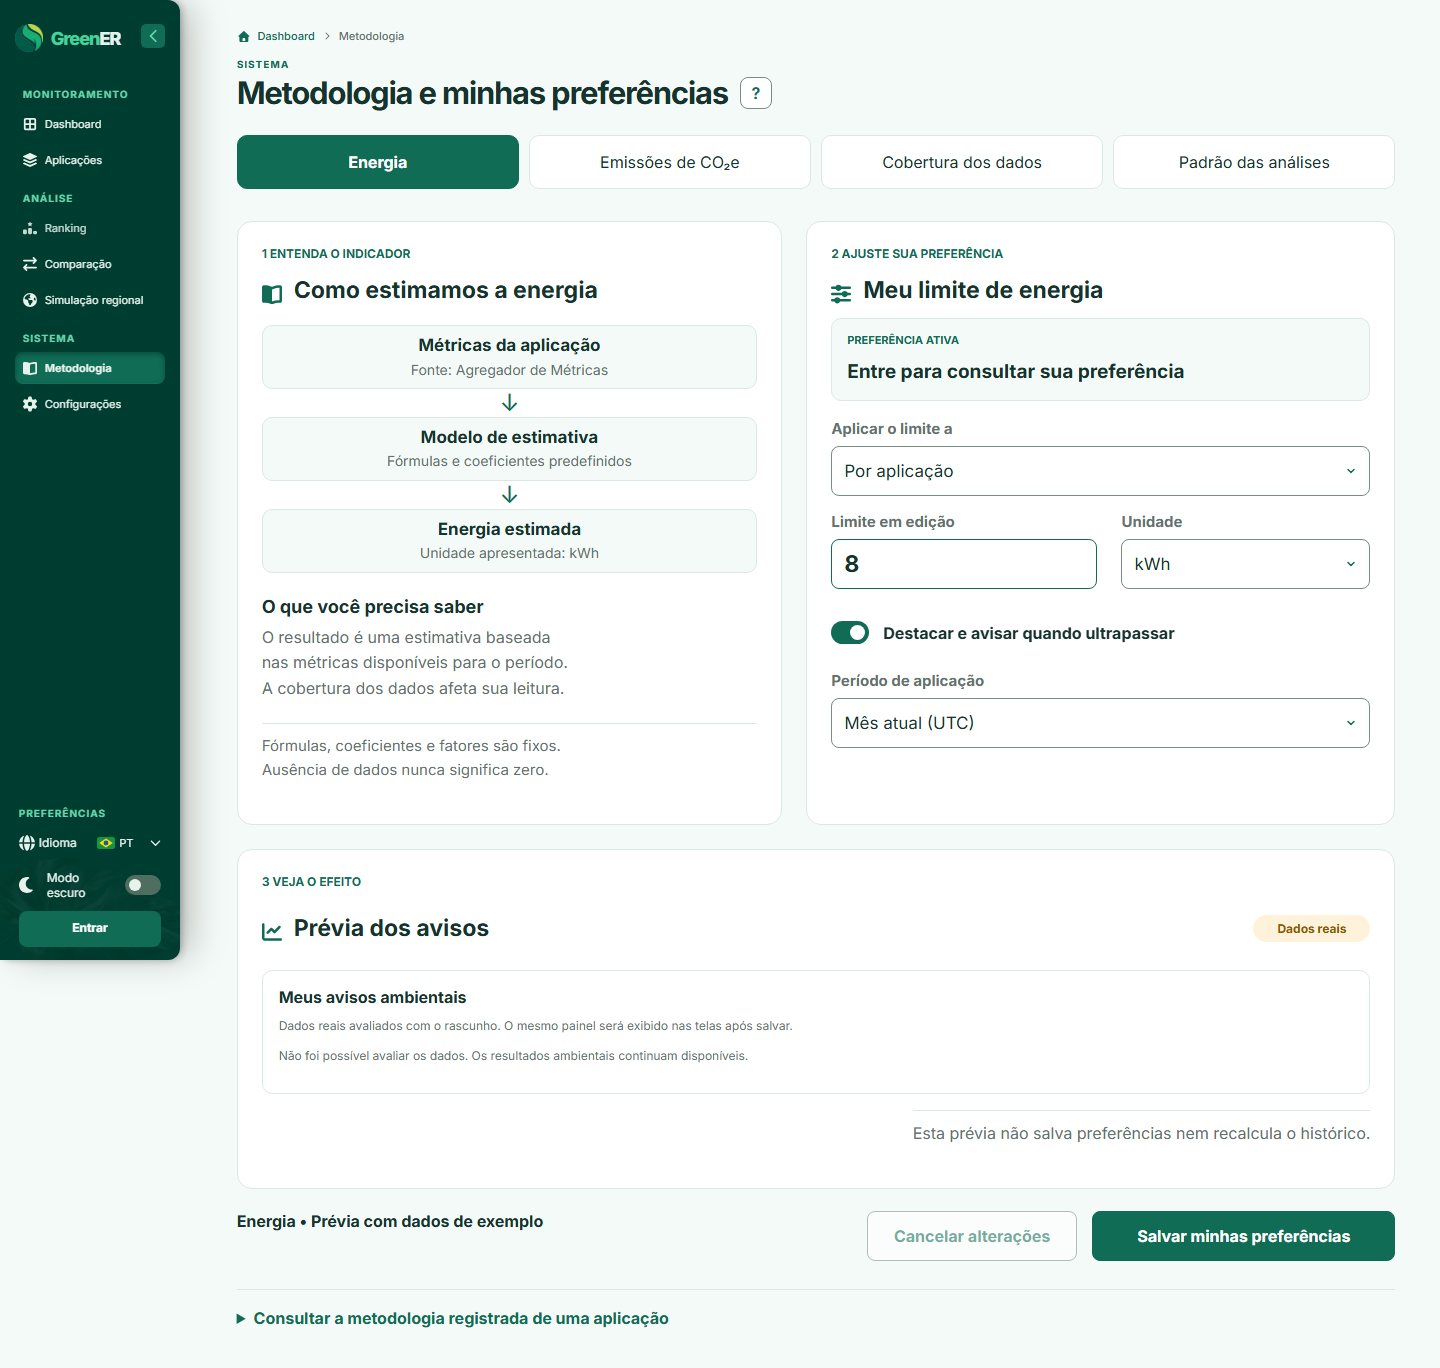 GreenER
MONITORAMENTO
Dashboard
Aplicações
ANÁLISE
Ranking
Comparação
Simulação regional
SISTEMA
Metodologia
Configurações
PREFERÊNCIAS
Idioma PT
Modo
escuro
Entrar
Dashboard > Metodologia
SISTEMA
Metodologia e minhas preferências ?
Energia
Emissões de CO₂e
Cobertura dos dados
Padrão das análises
1 ENTENDA O INDICADOR
Como estimamos a energia
Métricas da aplicação
Fonte: Agregador de Métricas
Modelo de estimativa
Fórmulas e coeficientes predefinidos
Energia estimada
Unidade apresentada: kWh
O que você precisa saber
O resultado é uma estimativa baseada
nas métricas disponíveis para o período.
A cobertura dos dados afeta sua leitura.
Fórmulas, coeficientes e fatores são fixos.
Ausência de dados nunca significa zero.
2 AJUSTE SUA PREFERÊNCIA
Meu limite de energia
PREFERÊNCIA ATIVA
Entre para consultar sua preferência
Aplicar o limite a
Por aplicação
Limite em edição
8
Unidade
kWh
Destacar e avisar quando ultrapassar
Período de aplicação
Mês atual (UTC)
3 VEJA O EFEITO
Prévia dos avisos
Dados reais
Meus avisos ambientais
Dados reais avaliados com o rascunho. O mesmo painel será exibido nas telas após salvar.
Não foi possível avaliar os dados. Os resultados ambientais continuam disponíveis.
Esta prévia não salva preferências nem recalcula o histórico.
Energia • Prévia com dados de exemplo
Cancelar alterações
Salvar minhas preferências
Consultar a metodologia registrada de uma aplicação